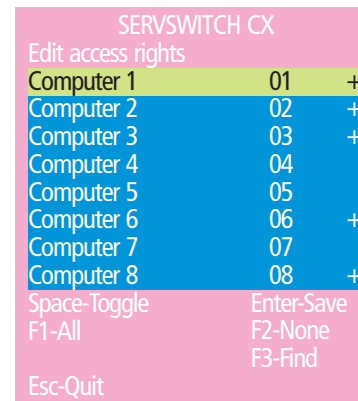 SERVSWITCH CX
Edit access rights
Computer 1 01 +
Computer 2 02 +
Computer 3 03 +
Computer 4 04
Computer 5 05
Computer 6 06 +
Computer 7 07
Computer 8 08 +
Space-Toggle Enter-Save
F1-All F2-None
F3-Find
Esc-Quit